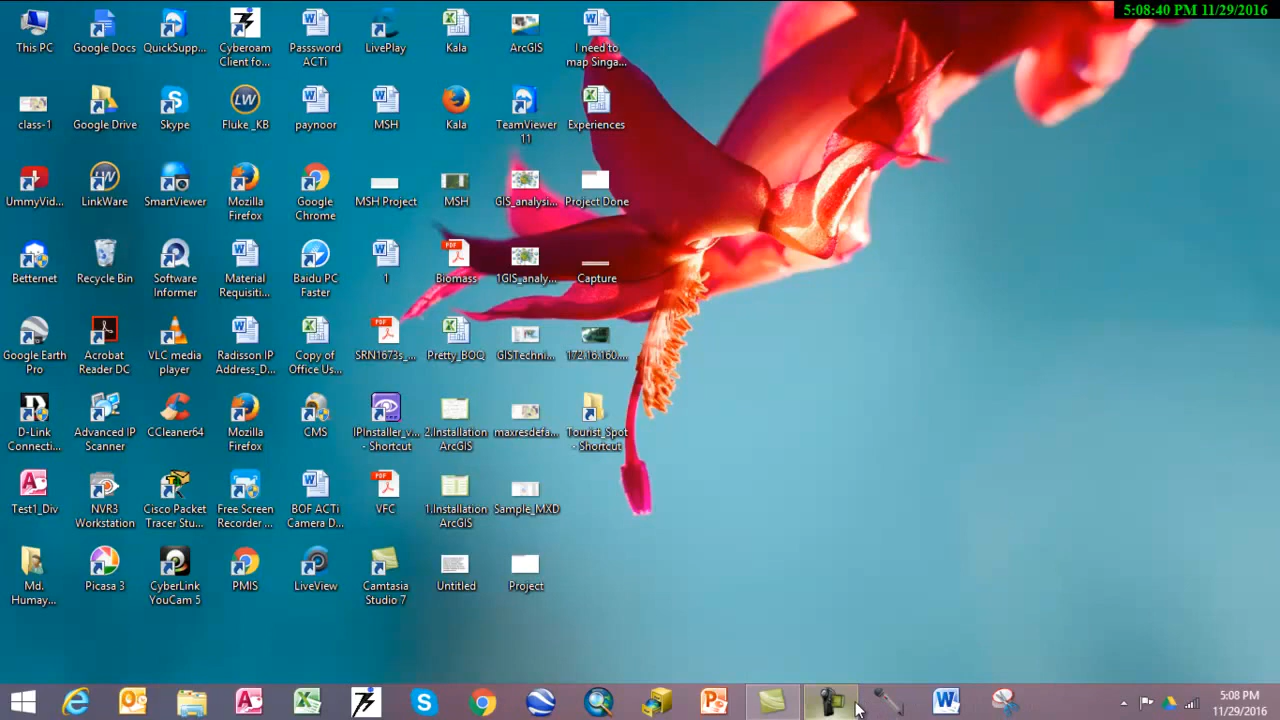 5:08:40 PM 11/29/2016
This PC
Google Docs
QuickSupp...
Cyberoam
Client fo...
Passsword
ACTi
LivePlay
Kala
ArcGIS
I need to
map Singa...
class-1
Google Drive
Skype
Fluke _KB
paynoor
MSH
Kala
TeamViewer
11
Experiences
UmmyVid...
LinkWare
SmartViewer
Mozilla
Firefox
Google
Chrome
MSH Project
MSH
GIS_analysi...
Project Done
Betternet
Recycle Bin
Software
Informer
Material
Requisiti...
Baidu PC
Faster
1
Biomass
1GIS_analy...
Capture
Google Earth
Pro
Acrobat
Reader DC
VLC media
player
Radisson IP
Address_D...
Copy of
Office Us...
SRN1673s_...
Pretty_BOQ
GISTechni...
172.16.160....
D-Link
Connecti...
Advanced IP
Scanner
CCleaner64
Mozilla
Firefox
CMS
IPInstaller_v...
- Shortcut
2.Installation
ArcGIS
maxresdefa...
Tourist_Spot
- Shortcut
Test1_Div
NVR3
Workstation
Cisco Packet
Tracer Stu...
Free Screen
Recorder ...
BOF ACTi
Camera D...
VFC
1.Installation
ArcGIS
Sample_MXD
Md.
Humay...
Picasa 3
CyberLink
YouCam 5
PMIS
LiveView
Camtasia
Studio 7
Untitled
Project
5:08 PM
11/29/2016